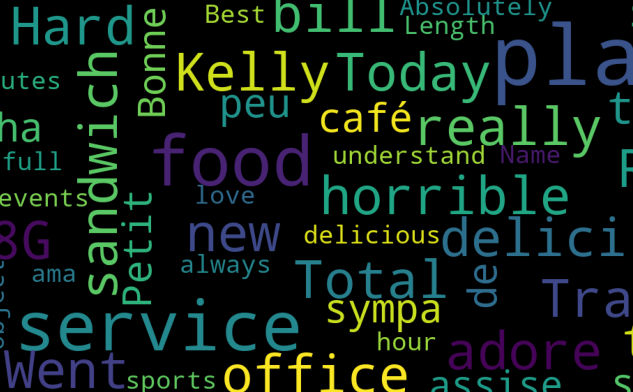 Hard
Best
bill
Absolutely
Length
utes
sandwich
Bonne
Kelly
Today
pla
peu
café
really
ha
full
food
understand
Name
events
love
horrible
8G
Petit
new
delicious
delici
ama
always
Total
de
object
sympa
Tra
service
hour
adore
Went
sports
office
assise